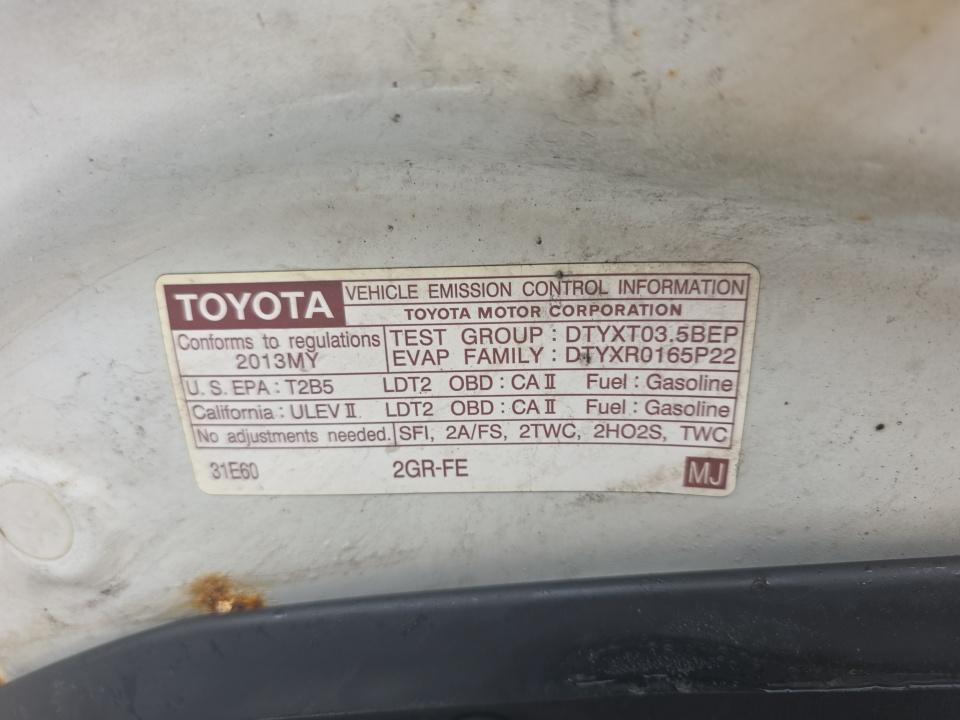 TOYOTA VEHICLE EMISSION CONTROL INFORMATION
TOYOTA MOTOR CORPORATION
Conforms to regulations TEST GROUP : DTYXT03.5BEP
2013MY EVAP FAMILY : DTYXR0165P22
U.S. EPA : T2B5 LDT2 OBD : CA II Fuel : Gasoline
California : ULEV II LDT2 OBD : CA II Fuel : Gasoline
No adjustments needed. SFI, 2A/FS, 2TWC, 2HO2S, TWC
31E60 2GR-FE MJ